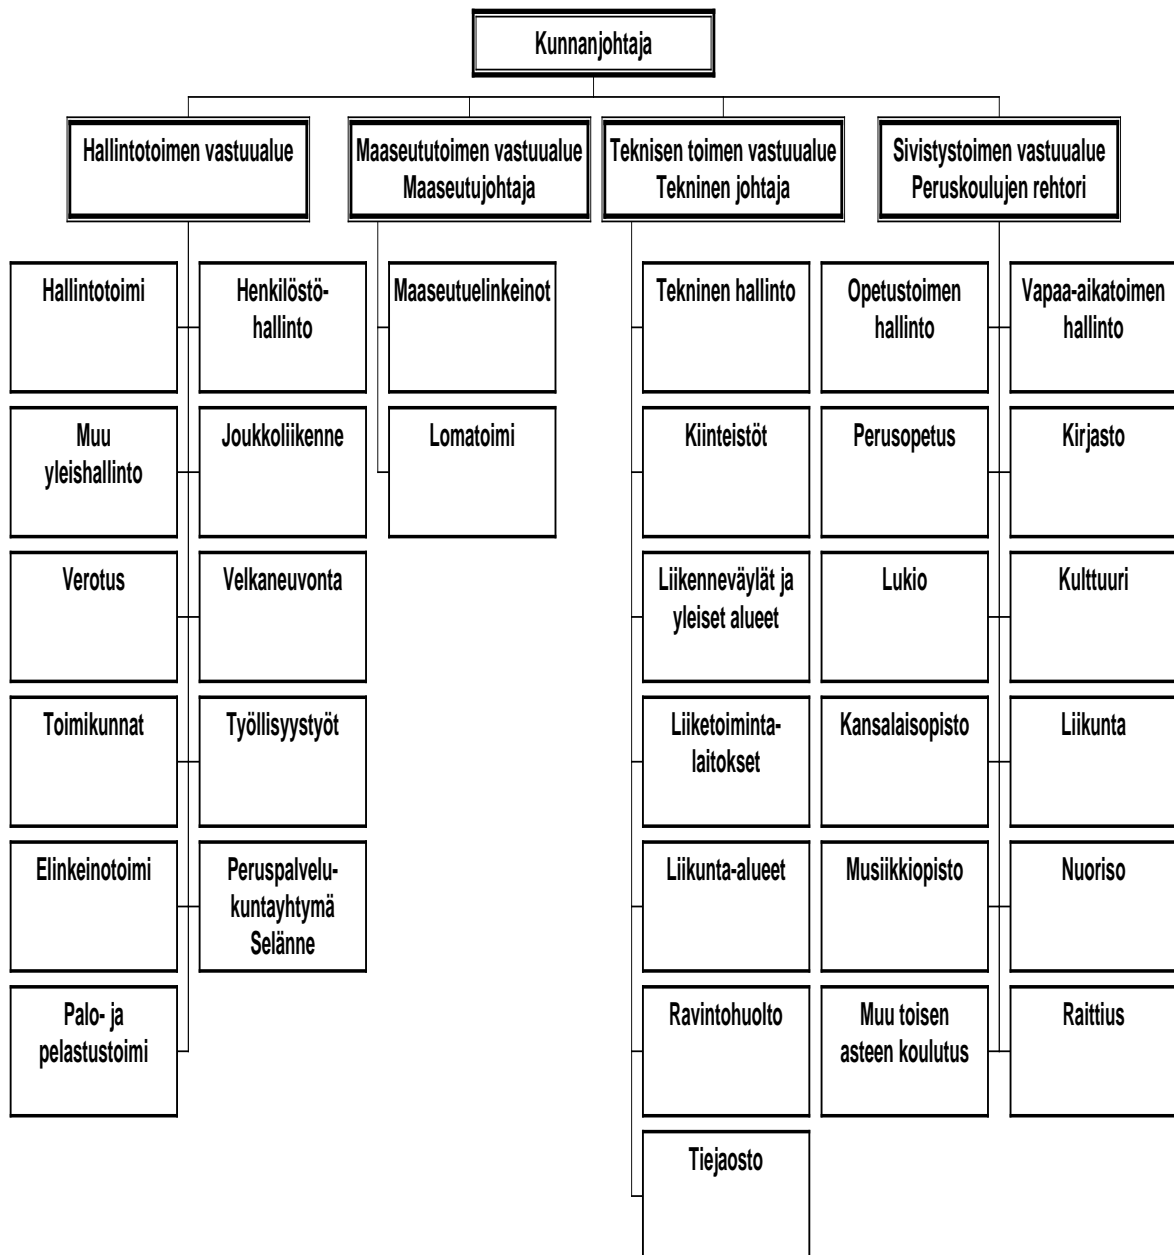 Kunnanjohtaja
Hallintotoimen vastuualue
Maaseututoimen vastuualue
Maaseutujohtaja
Teknisen toimen vastuualue
Tekninen johtaja
Sivistystoimen vastuualue
Peruskoulujen rehtori
Hallintotoimi
Henkilöstö-
hallinto
Maaseutuelinkeinot
Tekninen hallinto
Opetustoimen
hallinto
Vapaa-aikatoimen
hallinto
Muu
yleishallinto
Joukkoliikenne
Lomatoimi
Kiinteistöt
Perusopetus
Kirjasto
Verotus
Velkaneuvonta
Liikenneväylät ja
yleiset alueet
Lukio
Kulttuuri
Toimikunnat
Työllisyystyöt
Liiketoiminta-
laitokset
Kansalaisopisto
Liikunta
Elinkeinotoimi
Peruspalvelu-
kuntayhtymä
Selänne
Liikunta-alueet
Musiikkiopisto
Nuoriso
Palo- ja
pelastustoimi
Ravintohuolto
Muu toisen
asteen koulutus
Raittius
Tiejaosto